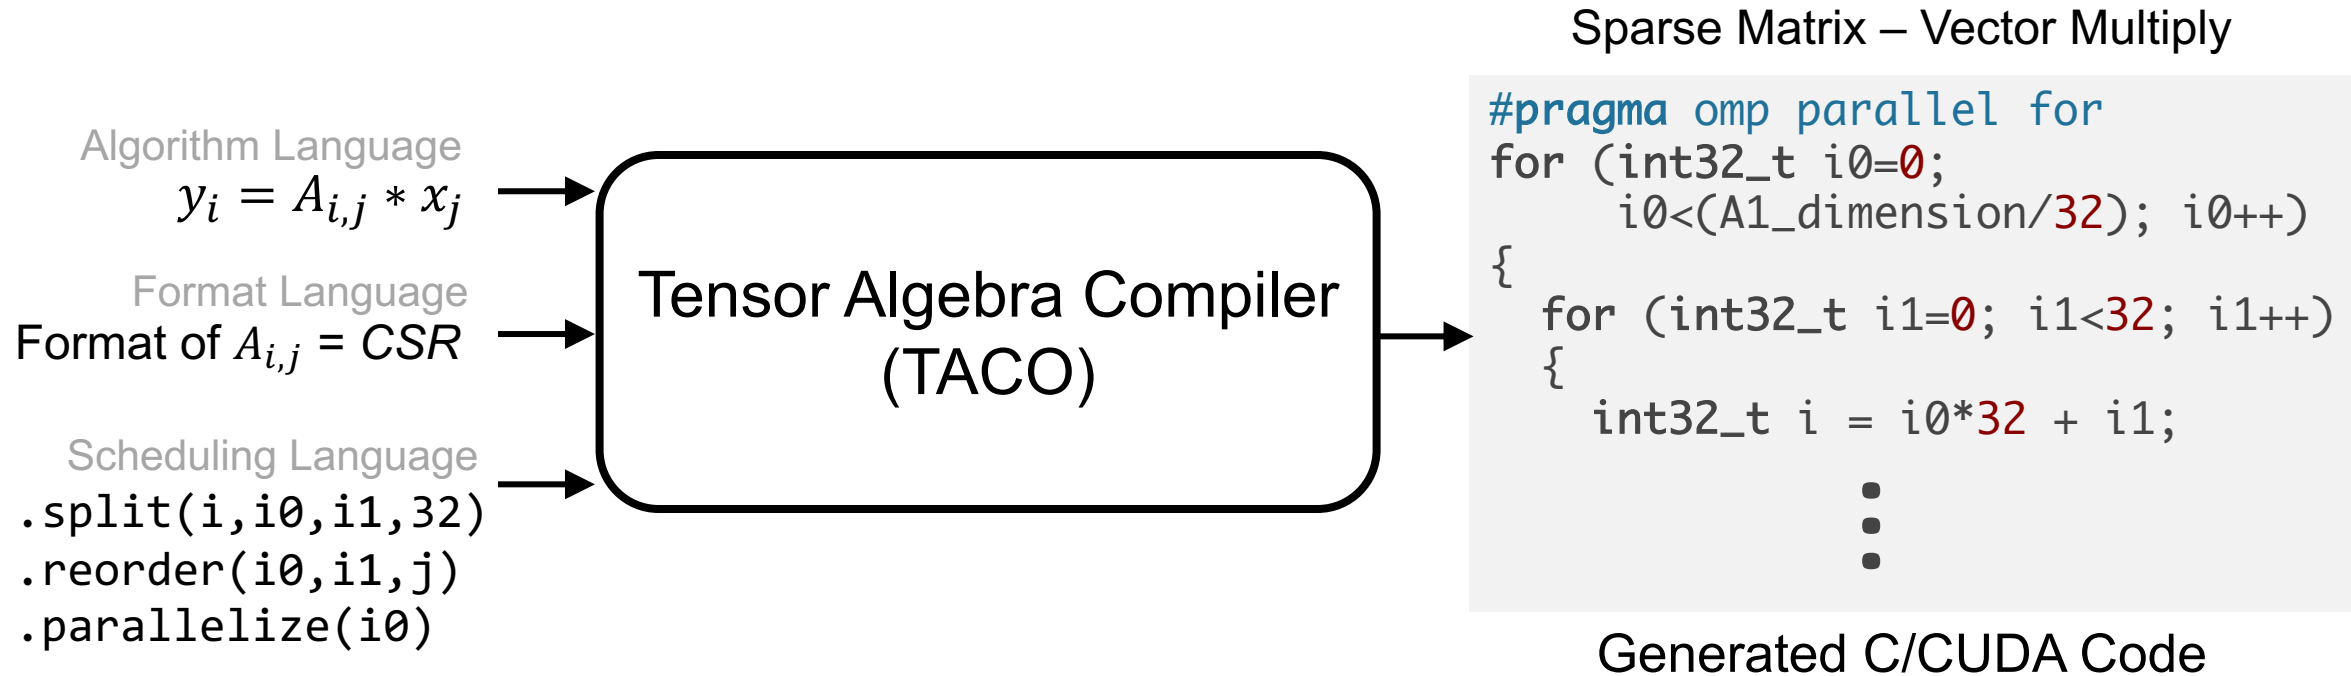 Algorithm Language
y_i = A_{i,j} * x_j
Format Language
Format of A_{i,j} = CSR
Scheduling Language
.split(i,i0,i1,32)
.reorder(i0,i1,j)
.parallelize(i0)
Tensor Algebra Compiler
(TACO)
Sparse Matrix – Vector Multiply
#pragma omp parallel for
for (int32_t i0=0;
i0<(A1_dimension/32); i0++)
{
for (int32_t i1=0; i1<32; i1++)
{
int32_t i = i0*32 + i1;
Generated C/CUDA Code